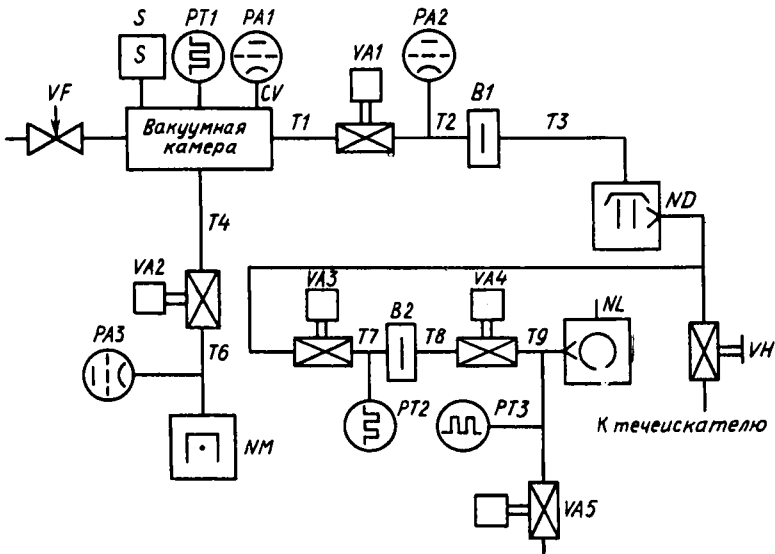 S PT1 PA1 PA2
VA1
S
VF CV B1
Вакуумная T1 T2 T3
камера
ND
T4
VA2 VA3 VA4
B2 NL
PA3 T6 T7 T8 T9
VH
PT2 PT3
К течеискателю
NM
VA5